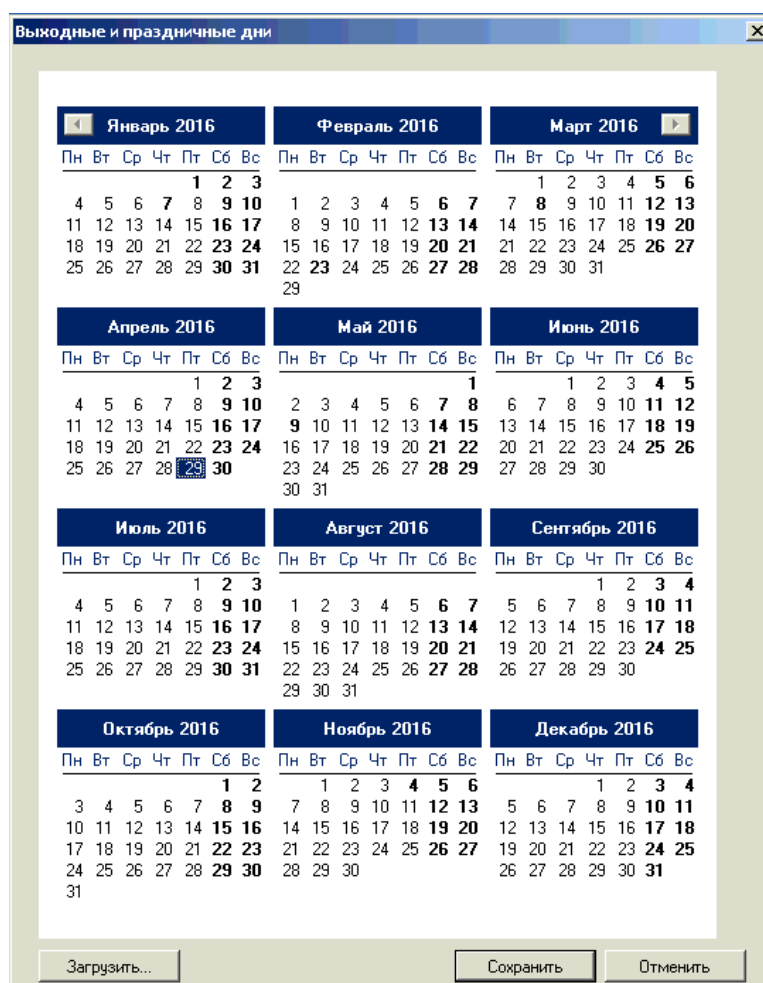 Выходные и праздничные дни
Январь 2016 Февраль 2016 Март 2016
Пн Вт Ср Чт Пт Сб Вс Пн Вт Ср Чт Пт Сб Вс Пн Вт Ср Чт Пт Сб Вс
1 2 3 1 2 3 4 5 6
4 5 6 7 8 9 10 1 2 3 4 5 6 7 7 8 9 10 11 12 13
11 12 13 14 15 16 17 8 9 10 11 12 13 14 14 15 16 17 18 19 20
18 19 20 21 22 23 24 15 16 17 18 19 20 21 21 22 23 24 25 26 27
25 26 27 28 29 30 31 22 23 24 25 26 27 28 28 29 30 31
29
Апрель 2016 Май 2016 Июнь 2016
Пн Вт Ср Чт Пт Сб Вс Пн Вт Ср Чт Пт Сб Вс Пн Вт Ср Чт Пт Сб Вс
1 2 3 1 1 2 3 4 5
4 5 6 7 8 9 10 2 3 4 5 6 7 8 6 7 8 9 10 11 12
11 12 13 14 15 16 17 9 10 11 12 13 14 15 13 14 15 16 17 18 19
18 19 20 21 22 23 24 16 17 18 19 20 21 22 20 21 22 23 24 25 26
25 26 27 28 29 30 23 24 25 26 27 28 29 27 28 29 30
30 31
Июль 2016 Август 2016 Сентябрь 2016
Пн Вт Ср Чт Пт Сб Вс Пн Вт Ср Чт Пт Сб Вс Пн Вт Ср Чт Пт Сб Вс
1 2 3 1 2 3 4
4 5 6 7 8 9 10 1 2 3 4 5 6 7 5 6 7 8 9 10 11
11 12 13 14 15 16 17 8 9 10 11 12 13 14 12 13 14 15 16 17 18
18 19 20 21 22 23 24 15 16 17 18 19 20 21 19 20 21 22 23 24 25
25 26 27 28 29 30 31 22 23 24 25 26 27 28 26 27 28 29 30
29 30 31
Октябрь 2016 Ноябрь 2016 Декабрь 2016
Пн Вт Ср Чт Пт Сб Вс Пн Вт Ср Чт Пт Сб Вс Пн Вт Ср Чт Пт Сб Вс
1 2 1 2 3 4 5 6 1 2 3 4
3 4 5 6 7 8 9 7 8 9 10 11 12 13 5 6 7 8 9 10 11
10 11 12 13 14 15 16 14 15 16 17 18 19 20 12 13 14 15 16 17 18
17 18 19 20 21 22 23 21 22 23 24 25 26 27 19 20 21 22 23 24 25
24 25 26 27 28 29 30 28 29 30 26 27 28 29 30 31
31
Загрузить... Сохранить Отменить